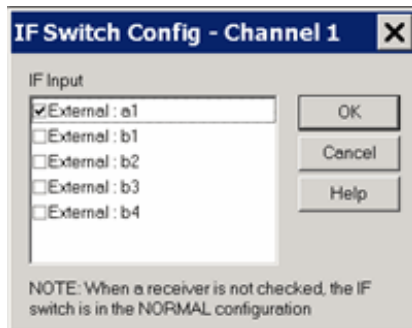 IF Switch Config - Channel 1
IF Input
External : a1
External : b1
External : b2
External : b3
External : b4
OK
Cancel
Help
NOTE: When a receiver is not checked, the IF
switch is in the NORMAL configuration